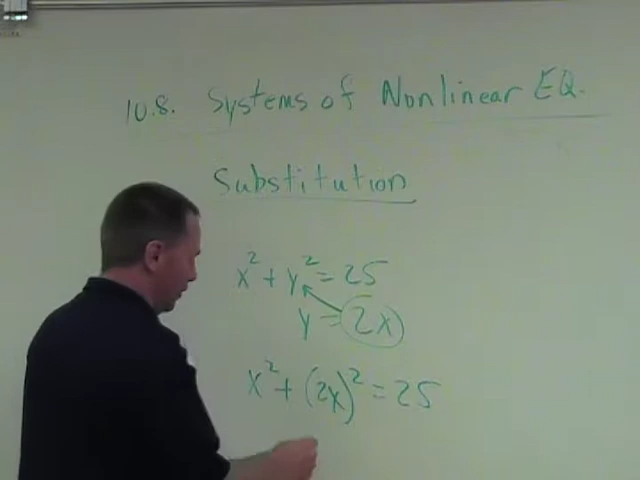 10.8. Systems of Nonlinear EQ.
Substitution
x² + y² = 25
y = 2x
x² + (2x)² = 25